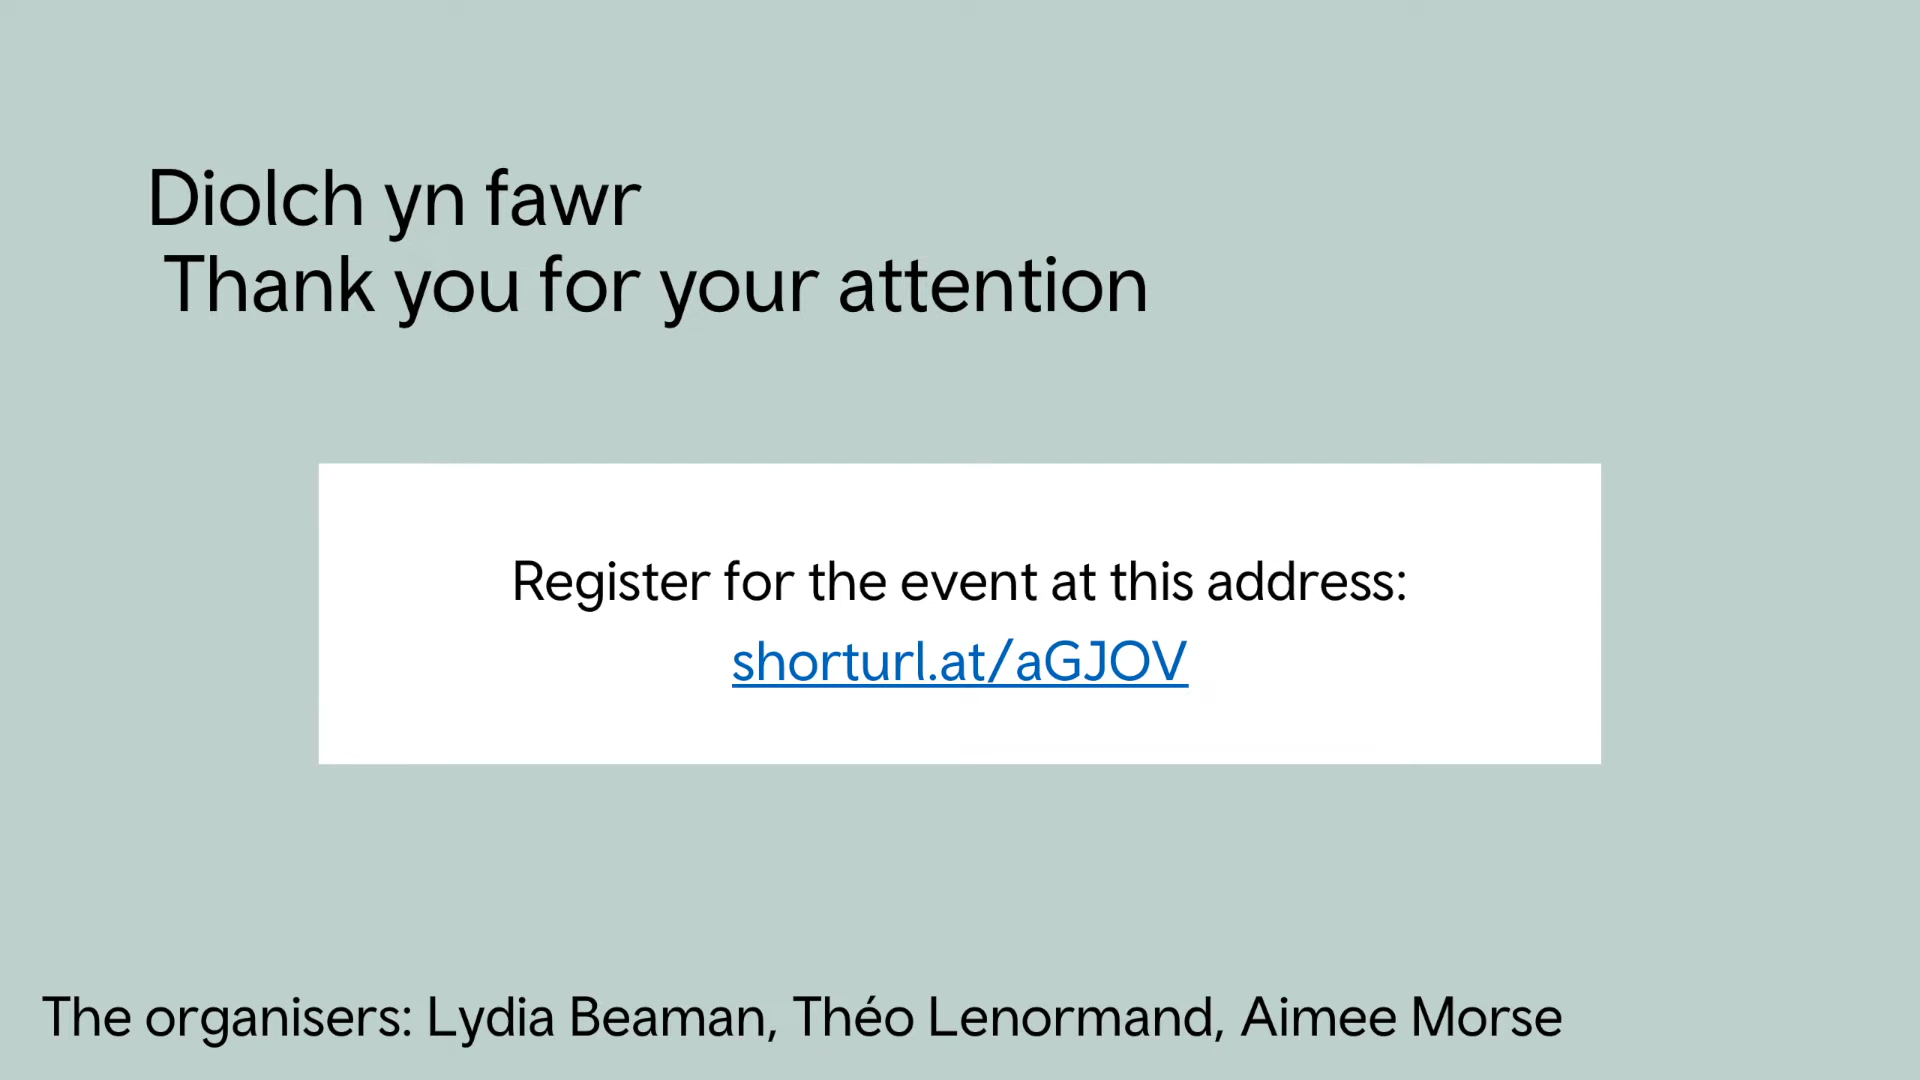 Diolch yn fawr
Thank you for your attention
Register for the event at this address:
shorturl.at/aGJOV
The organisers: Lydia Beaman, Théo Lenormand, Aimee Morse